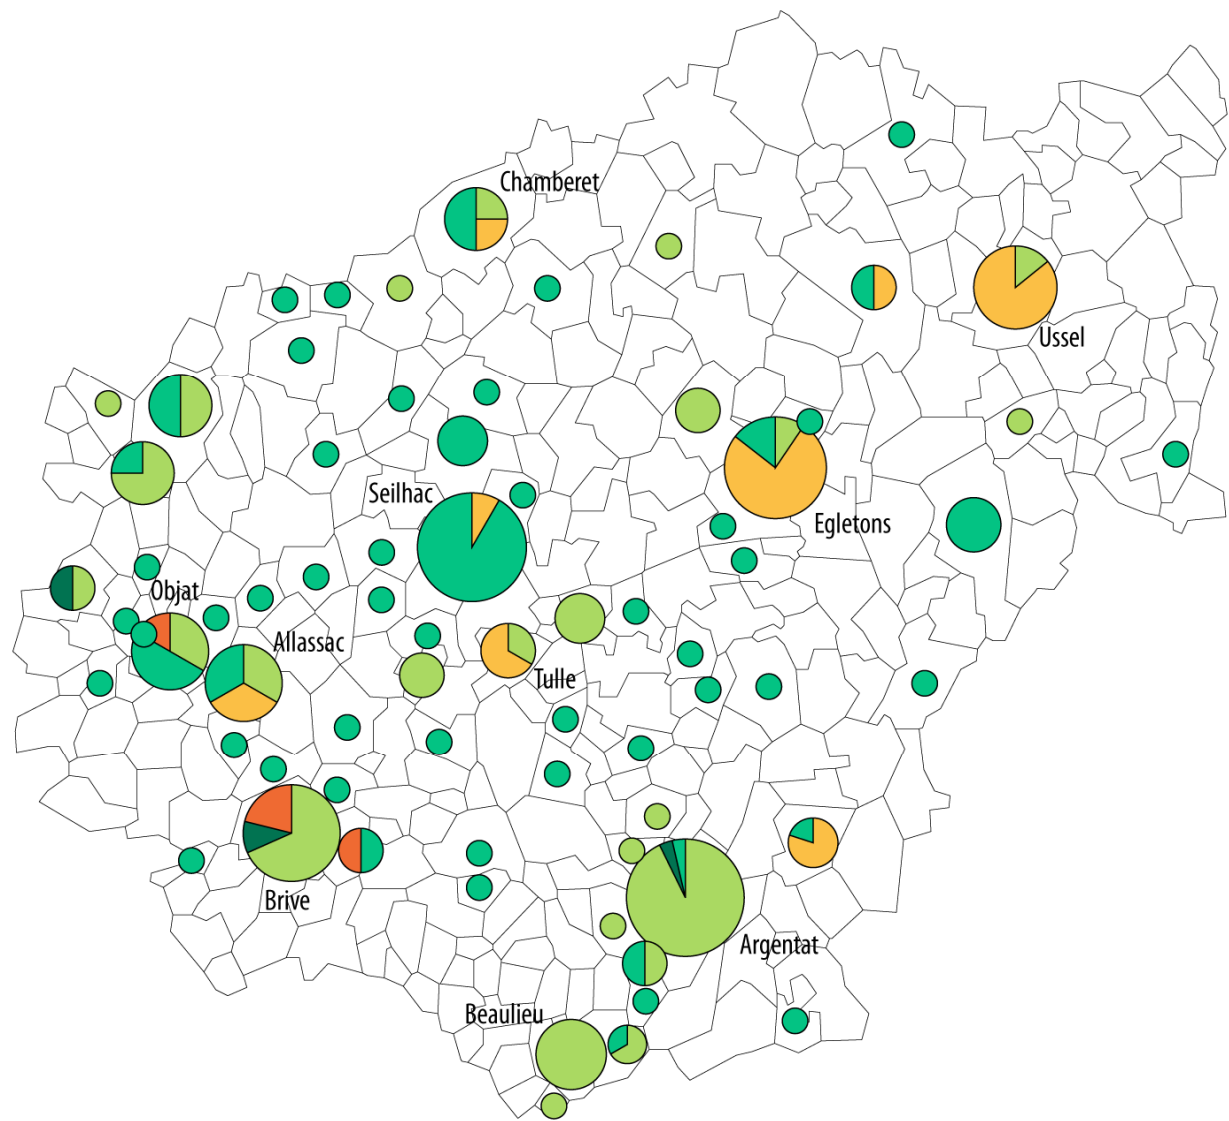 Chamberet
Ussel
Seilhac
Egletons
Objat
Allassac
Tulle
Brive
Argentat
Beaulieu